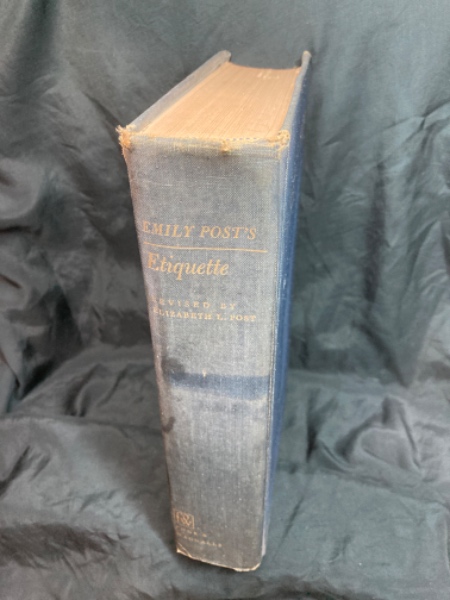 EMILY POST'S
Etiquette
REVISED BY
ELIZABETH L. POST